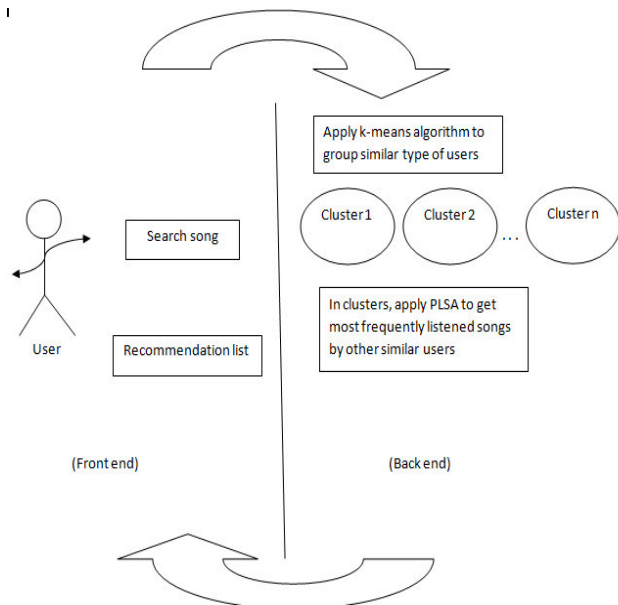 Apply k-means algorithm to
group similar type of users
Cluster 1
Cluster 2
...
Cluster n
Search song
In clusters, apply PLSA to get
most frequently listened songs
by other similar users
User
Recommendation list
(Front end)
(Back end)